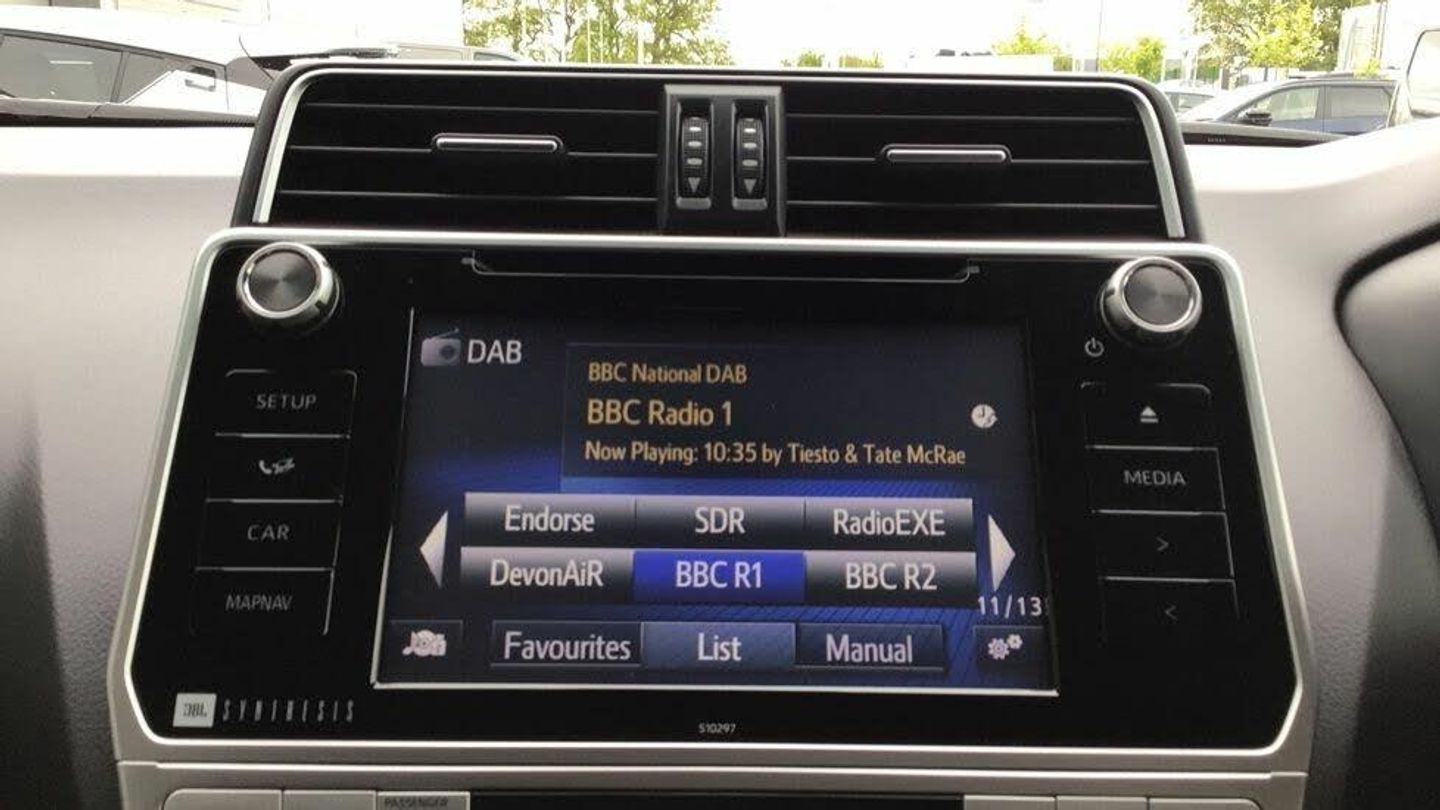 DAB
BBC National DAB
BBC Radio 1
Now Playing: 10:35 by Tiesto & Tate McRae
SETUP
CAR
MAPNAV
MEDIA
>
<
Endorse SDR RadioEXE
DevonAiR BBC R1 BBC R2
11/13
Favourites List Manual
JBL SYNTHESIS
510297
PASSENGER